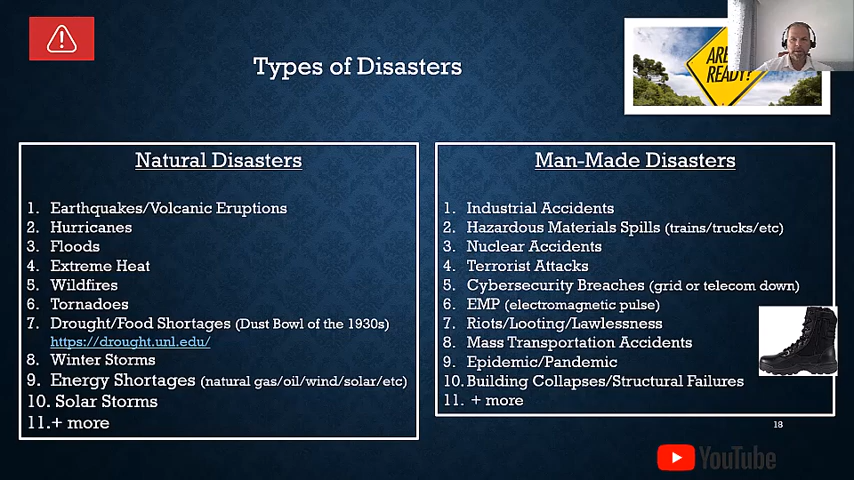 Types of Disasters
ARE
READY?
Natural Disasters
1. Earthquakes/Volcanic Eruptions
2. Hurricanes
3. Floods
4. Extreme Heat
5. Wildfires
6. Tornadoes
7. Drought/Food Shortages (Dust Bowl of the 1930s)
https://drought.unl.edu/
8. Winter Storms
9. Energy Shortages (natural gas/oil/wind/solar/etc)
10. Solar Storms
11.+ more
Man-Made Disasters
1. Industrial Accidents
2. Hazardous Materials Spills (trains/trucks/etc)
3. Nuclear Accidents
4. Terrorist Attacks
5. Cybersecurity Breaches (grid or telecom down)
6. EMP (electromagnetic pulse)
7. Riots/Looting/Lawlessness
8. Mass Transportation Accidents
9. Epidemic/Pandemic
10. Building Collapses/Structural Failures
11. + more
18
YouTube